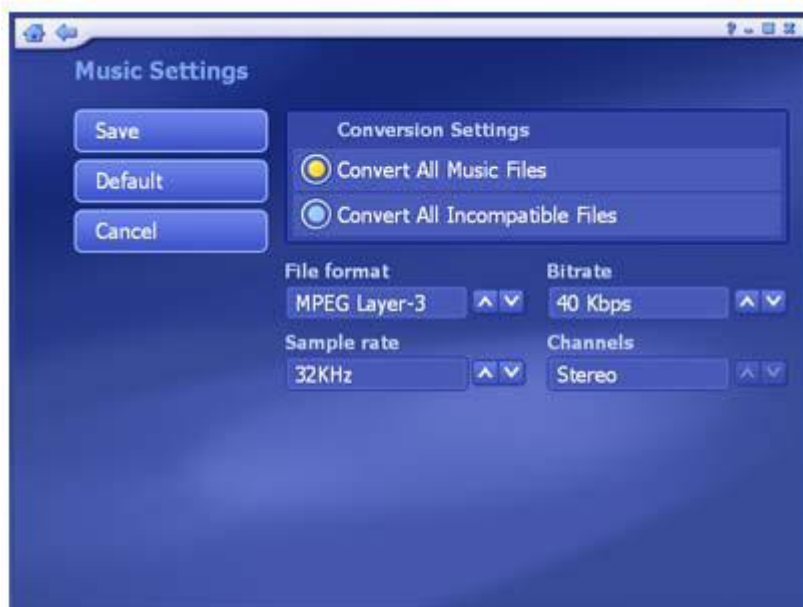 Music Settings
Save
Default
Cancel
Conversion Settings
Convert All Music Files
Convert All Incompatible Files
File format
Bitrate
MPEG Layer-3
40 Kbps
Sample rate
Channels
32KHz
Stereo